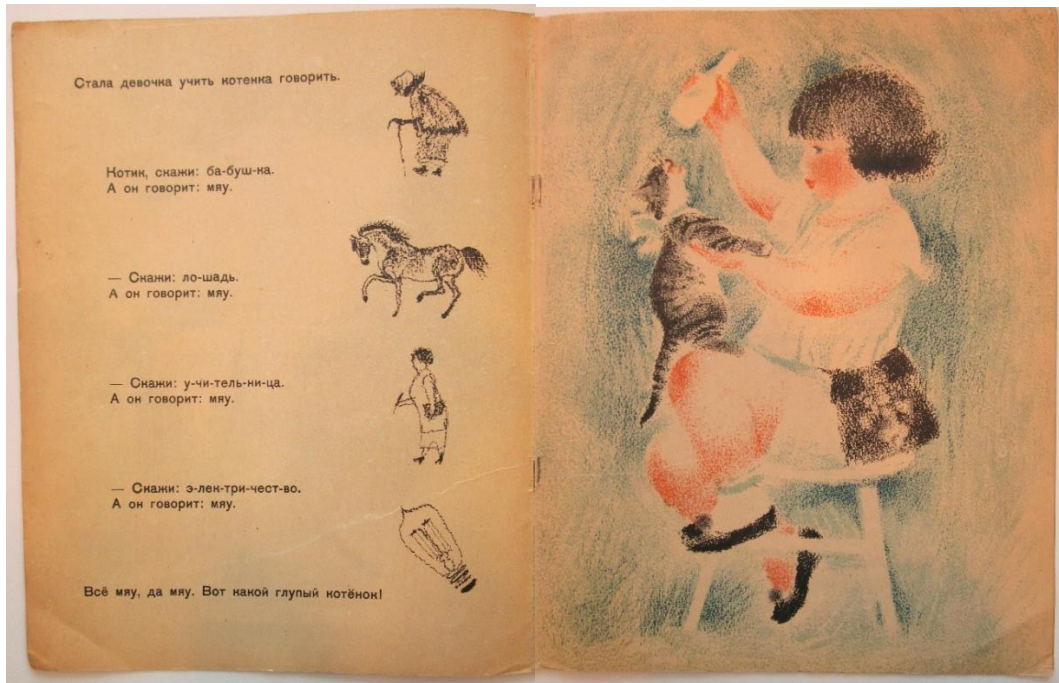 Стала девочка учить котенка говорить.
Котик, скажи: ба-буш-ка.
А он говорит: мяу.
— Скажи: ло-шадь.
А он говорит: мяу.
— Скажи: у-чи-тель-ни-ца.
А он говорит: мяу.
— Скажи: э-лек-три-чест-во.
А он говорит: мяу.
Всё мяу, да мяу. Вот какой глупый котёнок!